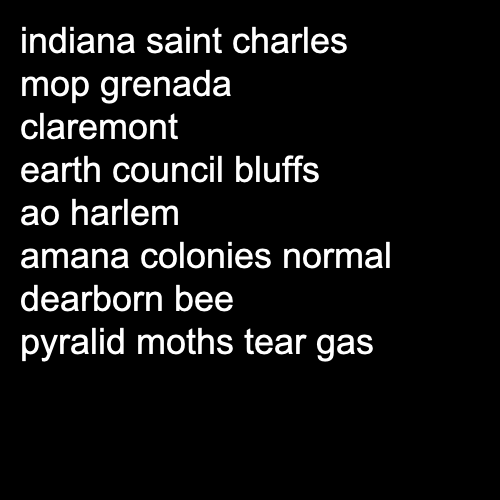 indiana saint charles
mop grenada
claremont
earth council bluffs
ao harlem
amana colonies normal
dearborn bee
pyralid moths tear gas